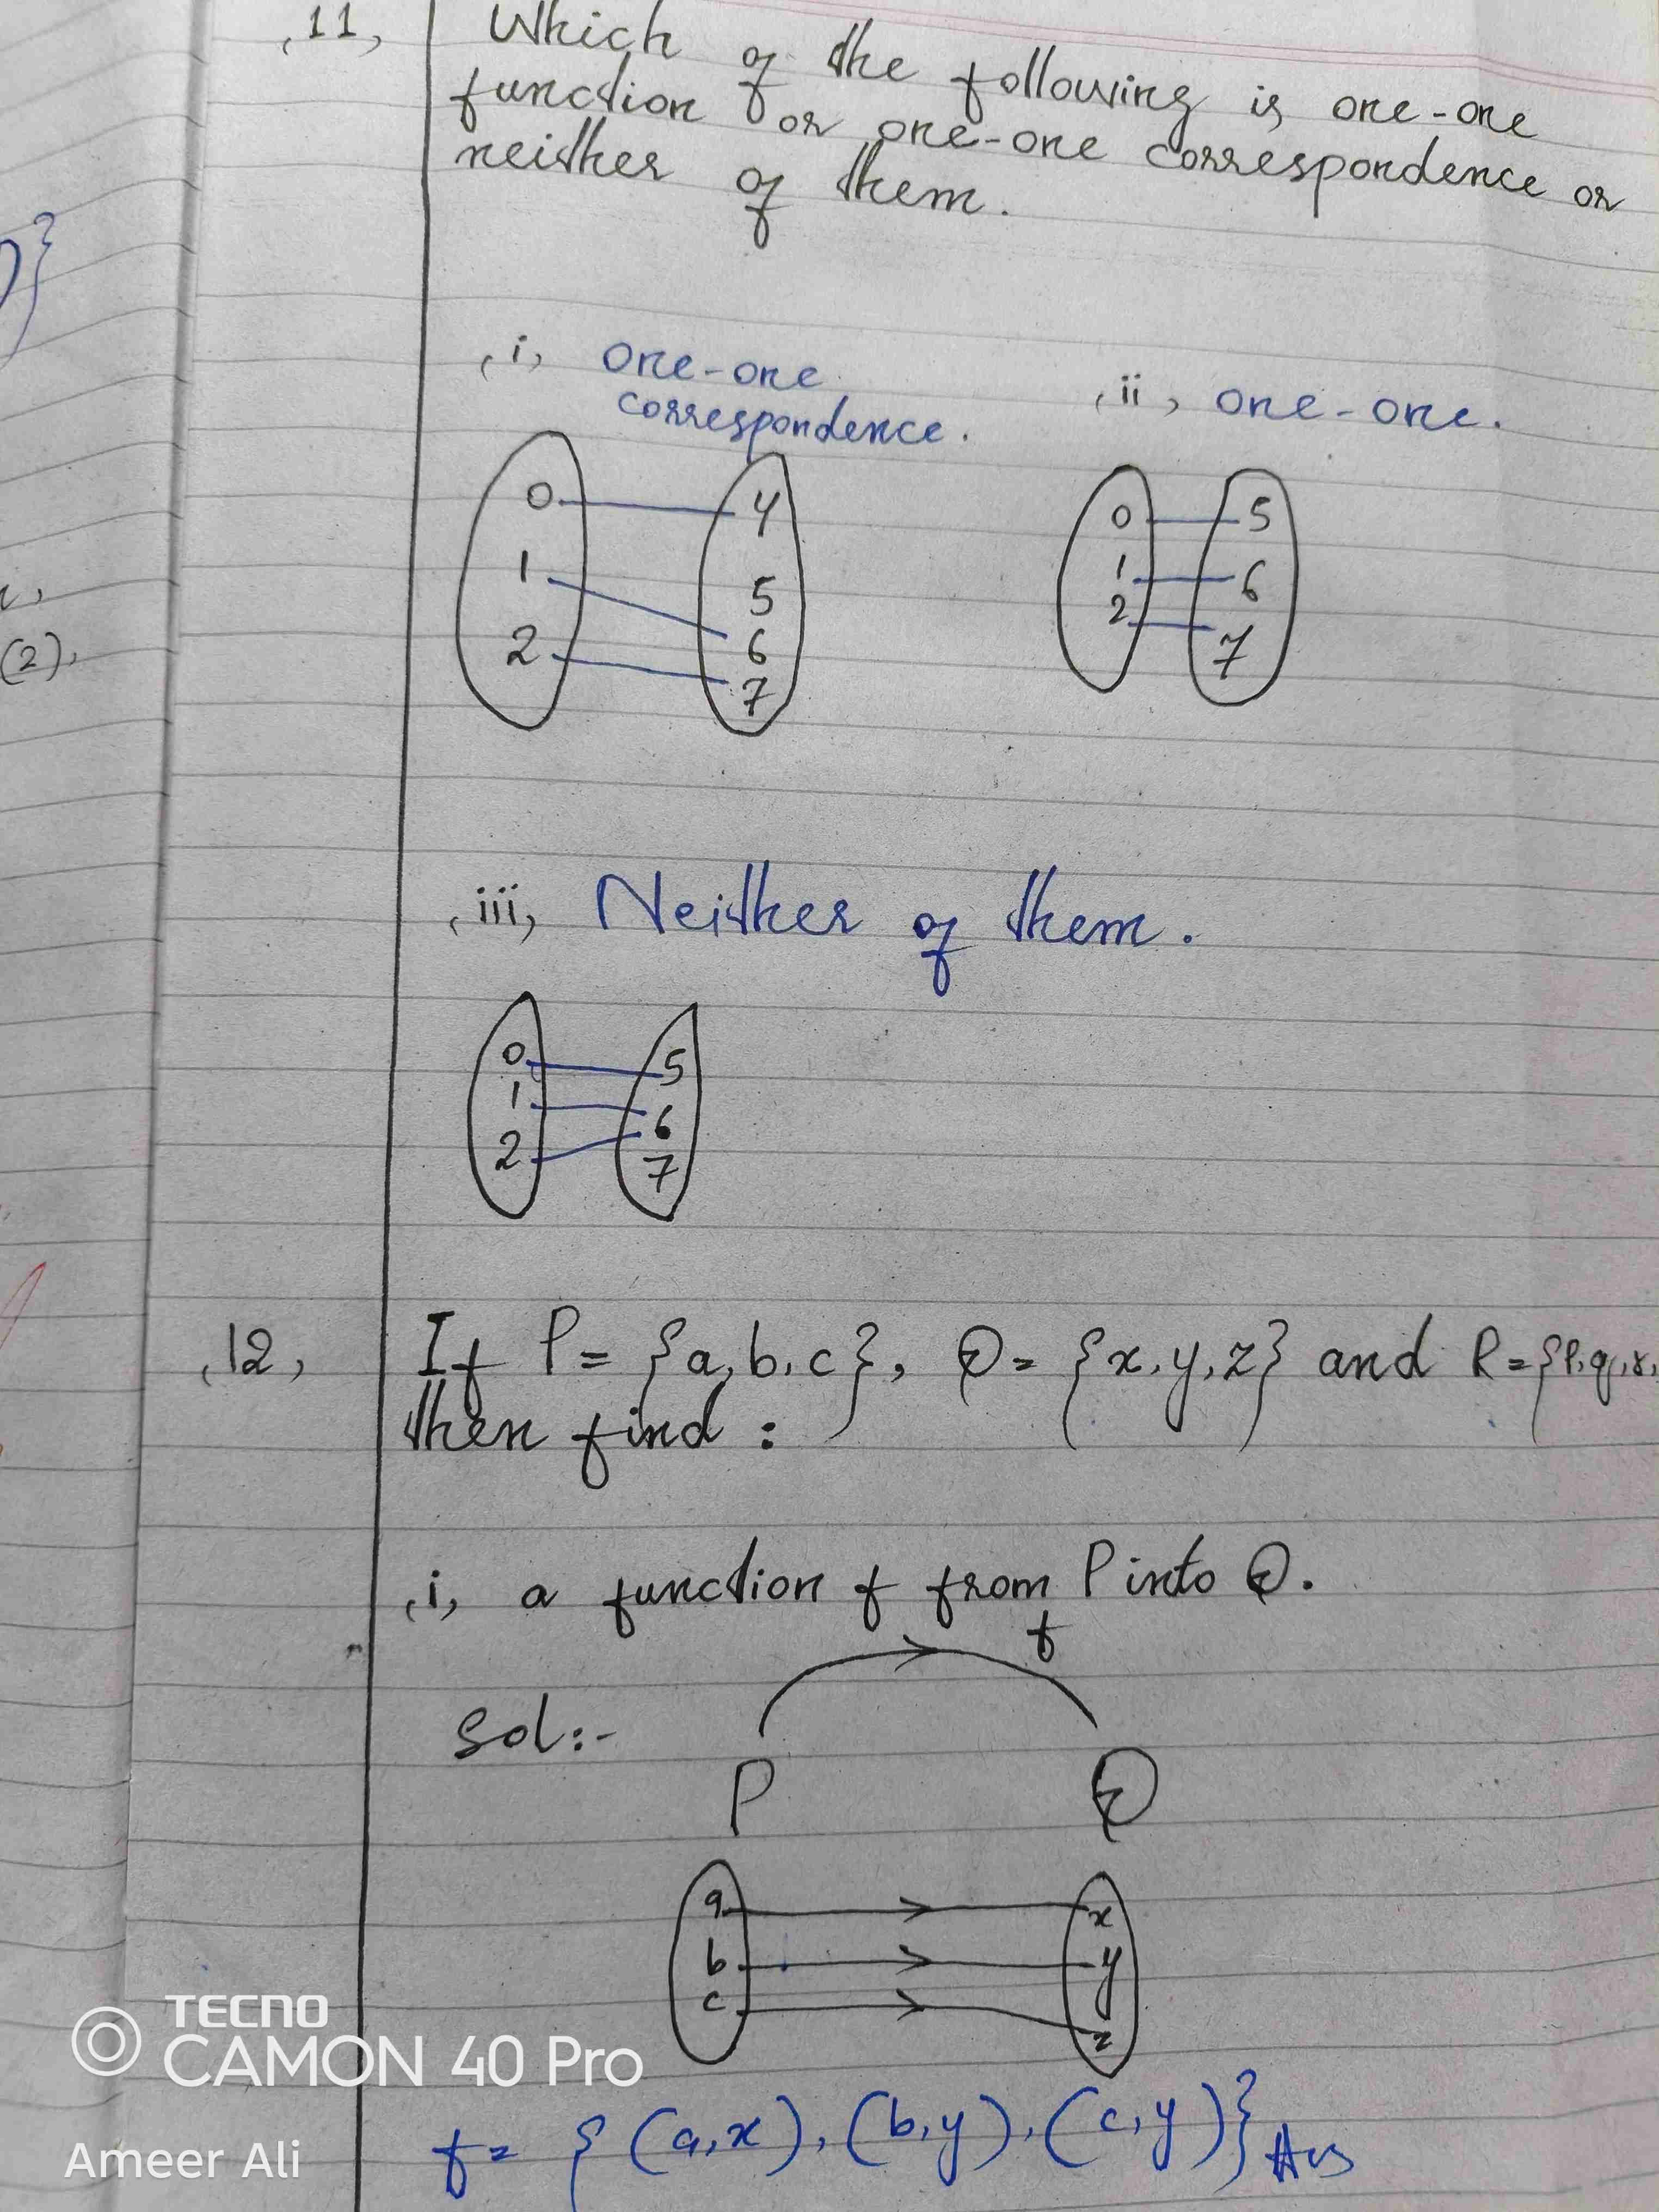 (11) Which of the following is one-one
function or one-one correspondence or
neither of them.
(i) one-one
correspondence.
(ii) one-one.
0 4
1 5
2 6
7
0 5
1 6
2 7
(iii) Neither of them.
0 5
1 6
2 7
(12) If P = {a, b, c}, Q = {x, y, z} and R = {p, q, r,
then find :
(i) a function f from P into Q.
f
Sol:-
P Q
a x
b y
c z
f = { (a, x), (b, y), (c, y)} Ans
(2),
TECNO
CAMON 40 Pro
Ameer Ali